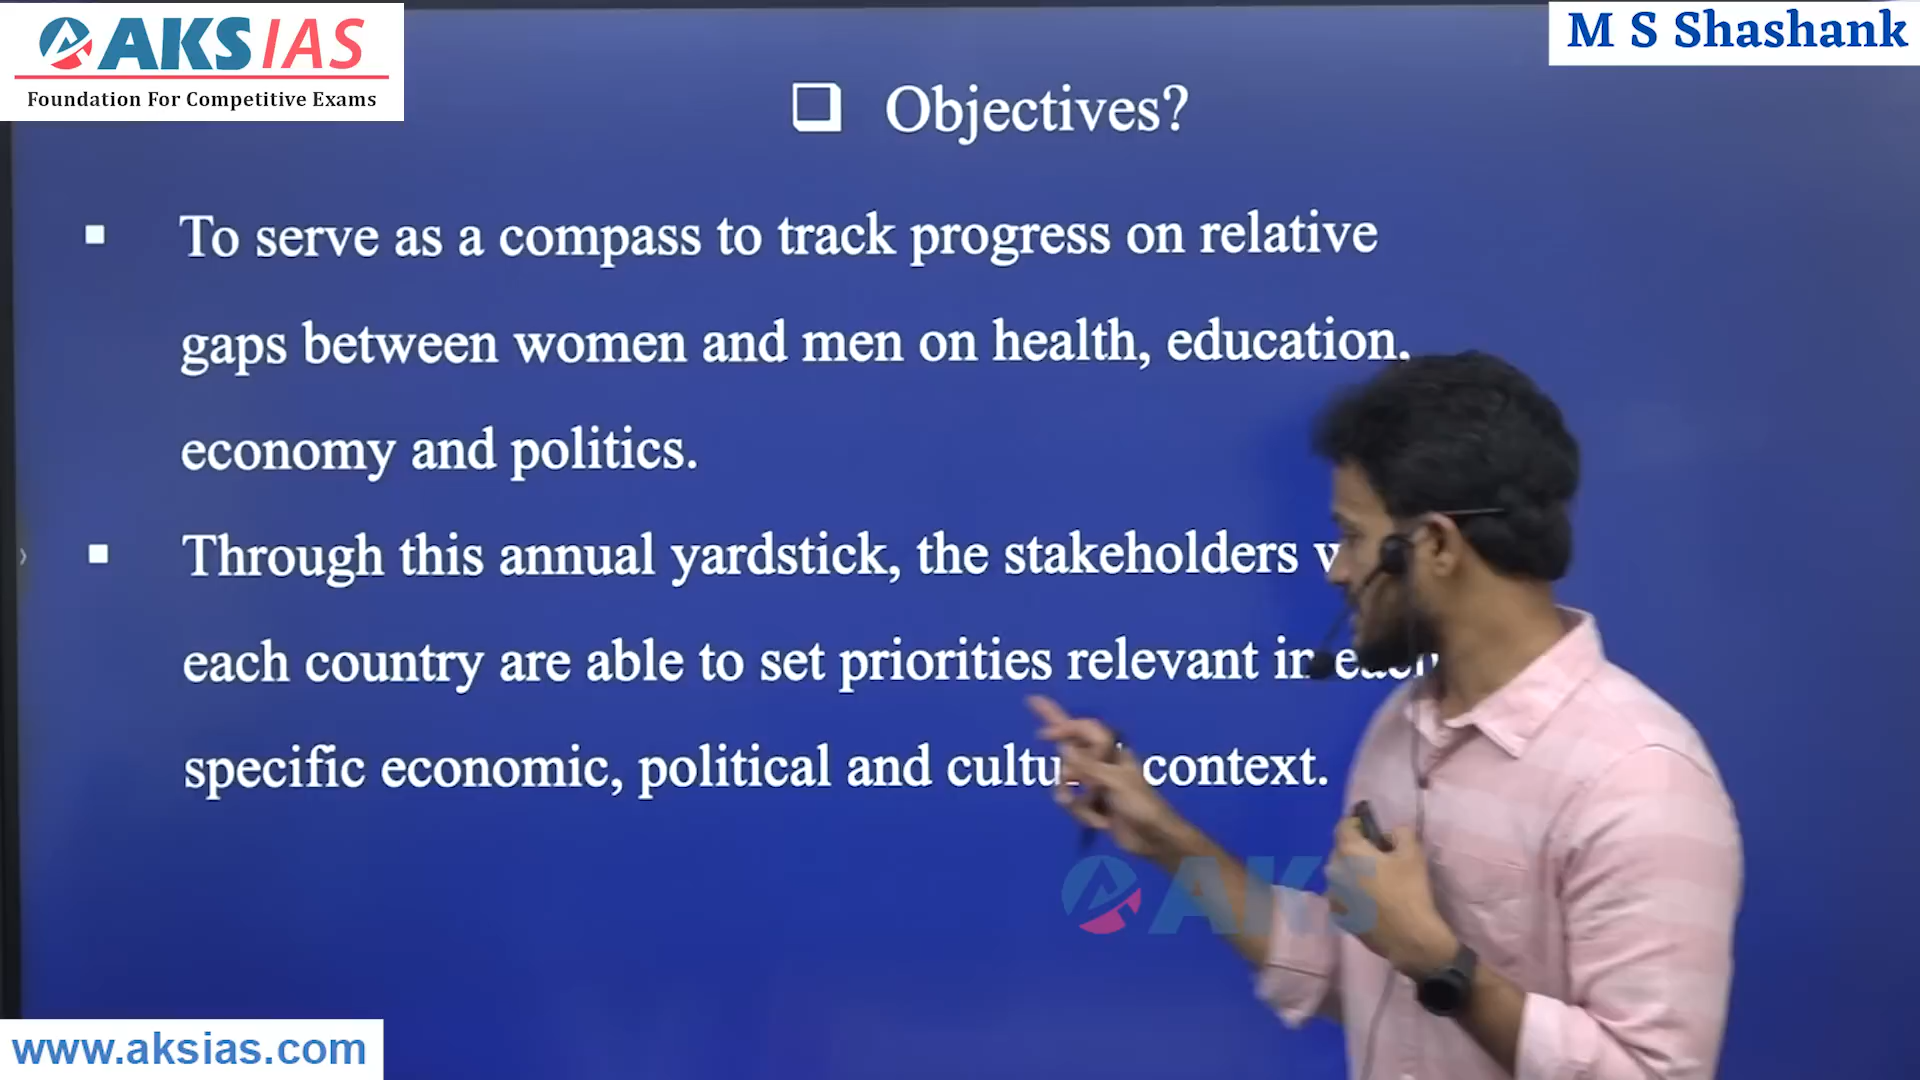 AKS IAS
Foundation For Competitive Exams
M S Shashank
Objectives?
To serve as a compass to track progress on relative
gaps between women and men on health, education,
economy and politics.
Through this annual yardstick, the stakeholders
each country are able to set priorities relevant in each
specific economic, political and context.
AKS
www.aksias.com